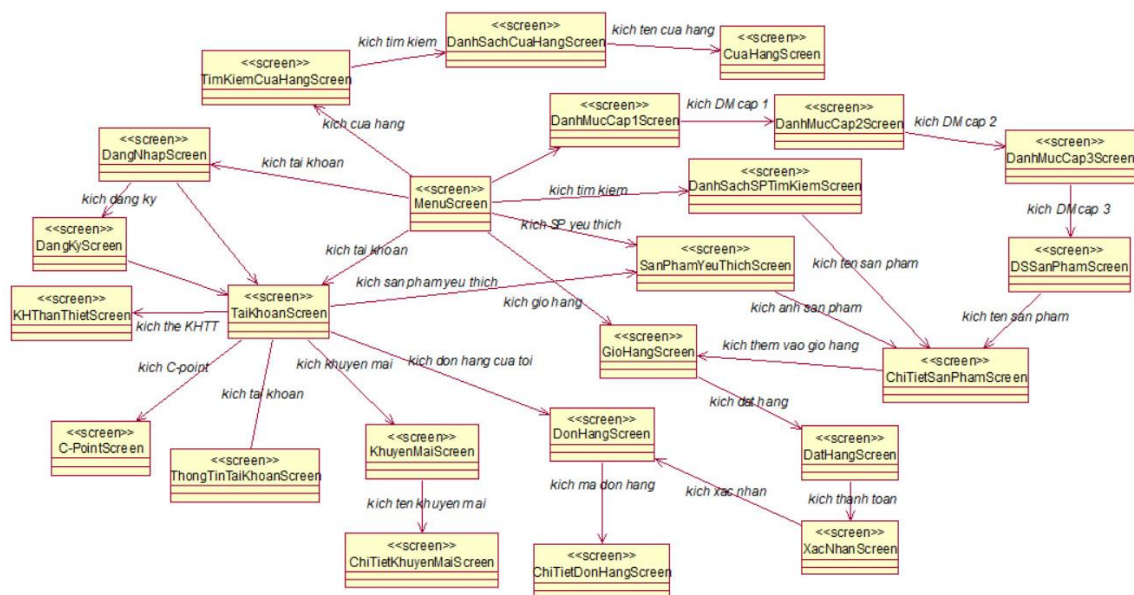 <<screen>>
DanhSachCuaHangScreen
kich ten cua hang
<<screen>>
CuaHangScreen
kich tim kiem
<<screen>>
TimKiemCuaHangScreen
kich cua hang
<<screen>>
DanhMucCap1Screen
kich DM cap 1
<<screen>>
DanhMucCap2Screen
kich DM cap 2
<<screen>>
DanhMucCap3Screen
<<screen>>
DangNhapScreen
kich tai khoan
<<screen>>
MenuScreen
kich tim kiem
<<screen>>
DanhSachSPTimKiemScreen
kich dang ky
kich SP yeu thich
kich DM cap 3
<<screen>>
DangKyScreen
kich tai khoan
<<screen>>
SanPhamYeuThichScreen
kich ten san pham
<<screen>>
DSSanPhamScreen
kich san pham yeu thich
<<screen>>
KHThanThietScreen
kich the KHTT
<<screen>>
TaiKhoanScreen
kich gio hang
kich anh san pham
kich ten san pham
<<screen>>
GioHangScreen
kich them vao gio hang
<<screen>>
ChiTietSanPhamScreen
kich C-point
kich khuyen mai
kich don hang cua toi
kich tai khoan
kich dat hang
<<screen>>
C-PointScreen
<<screen>>
ThongTinTaiKhoanScreen
<<screen>>
KhuyenMaiScreen
<<screen>>
DonHangScreen
<<screen>>
DatHangScreen
kich ten khuyen mai
kich ma don hang
kich xac nhan
kich thanh toan
<<screen>>
ChiTietKhuyenMaiScreen
<<screen>>
ChiTietDonHangScreen
<<screen>>
XacNhanScreen